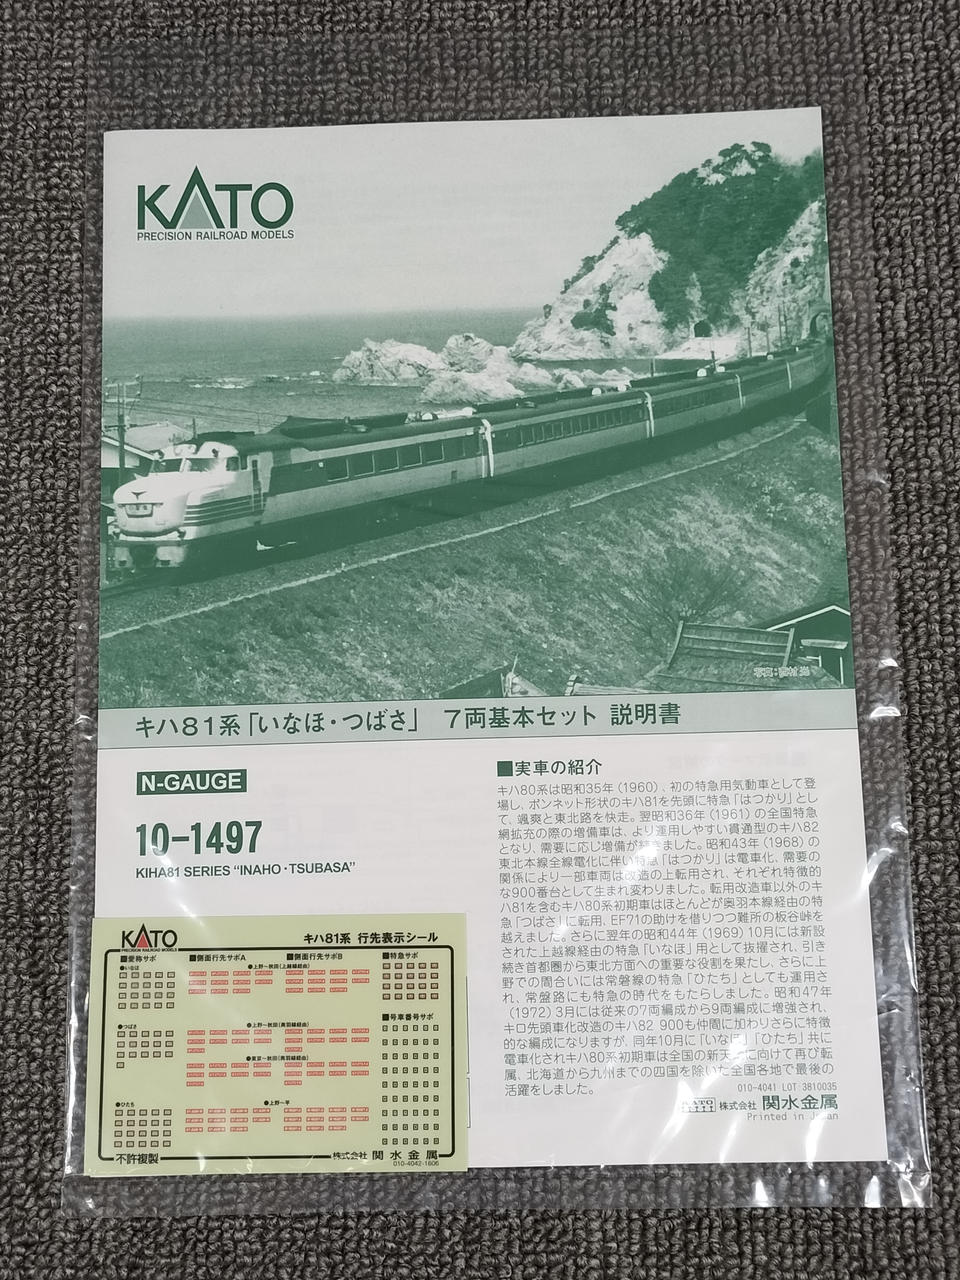 KATO
PRECISION RAILROAD MODELS
写真:西村光
キハ81系「いなほ・つばさ」 7両基本セット 説明書
N-GAUGE
10-1497
KIHA81 SERIES “INAHO・TSUBASA”
■実車の紹介
キハ80系は昭和35年（1960）、初の特急用気動車として登
場し、ボンネット形状のキハ81を先頭に特急「はつかり」とし
て、颯爽と東北路を快走。翌昭和36年（1961）の全国特急
網拡充の際の増備車は、より運用しやすい貫通型のキハ82
となり、需要に応じ増備が続きました。昭和43年（1968）の
東北本線全線電化に伴い特急「はつかり」は電車化、需要の
関係により一部車両は改造の上転用され、それぞれ特徴的
な900番台として生まれ変わりました。転用改造車以外のキ
ハ81を含むキハ80系初期車はほとんどが奥羽本線経由の特
急「つばさ」に転用、EF71の助けを借りつつ難所の板谷峠を
越えました。さらに翌年の昭和44年（1969）10月には新設
された上越線経由の特急「いなほ」用として抜擢され、引き
続き首都圏から東北方面への重要な役割を果たし、さらに上
野での間合いには常磐線の特急「ひたち」としても運用さ
れ、常磐路にも特急の時代をもたらしました。昭和47年
（1972）3月には従来の7両編成から9両編成に増強され、
キロ先頭車化改造のキハ82 900も仲間に加わりさらに特徴
的な編成になりますが、同年10月に「いなほ」「ひたち」共に
電車化されキハ80系初期車は全国の新天地に向けて再び転
属、北海道から九州までの四国を除いた全国各地で最後の
活躍をしました。
010-4041 LOT 3810035
KATO 株式会社 関水金属
Printed in Japan
KATO
PRECISION RAILROAD MODELS
キハ81系 行先表示シール
■愛称サボ ■側面行先サボA ■側面行先サボB ■特急サボ
●いなほ ●上野～秋田(上越線経由)
■号車番号サボ
●つばさ ●上野～秋田(奥羽線経由)
●東京～秋田(奥羽線経由)
●ひたち ●上野～平
不許複製 株式会社 関水金属
010-4042-1606